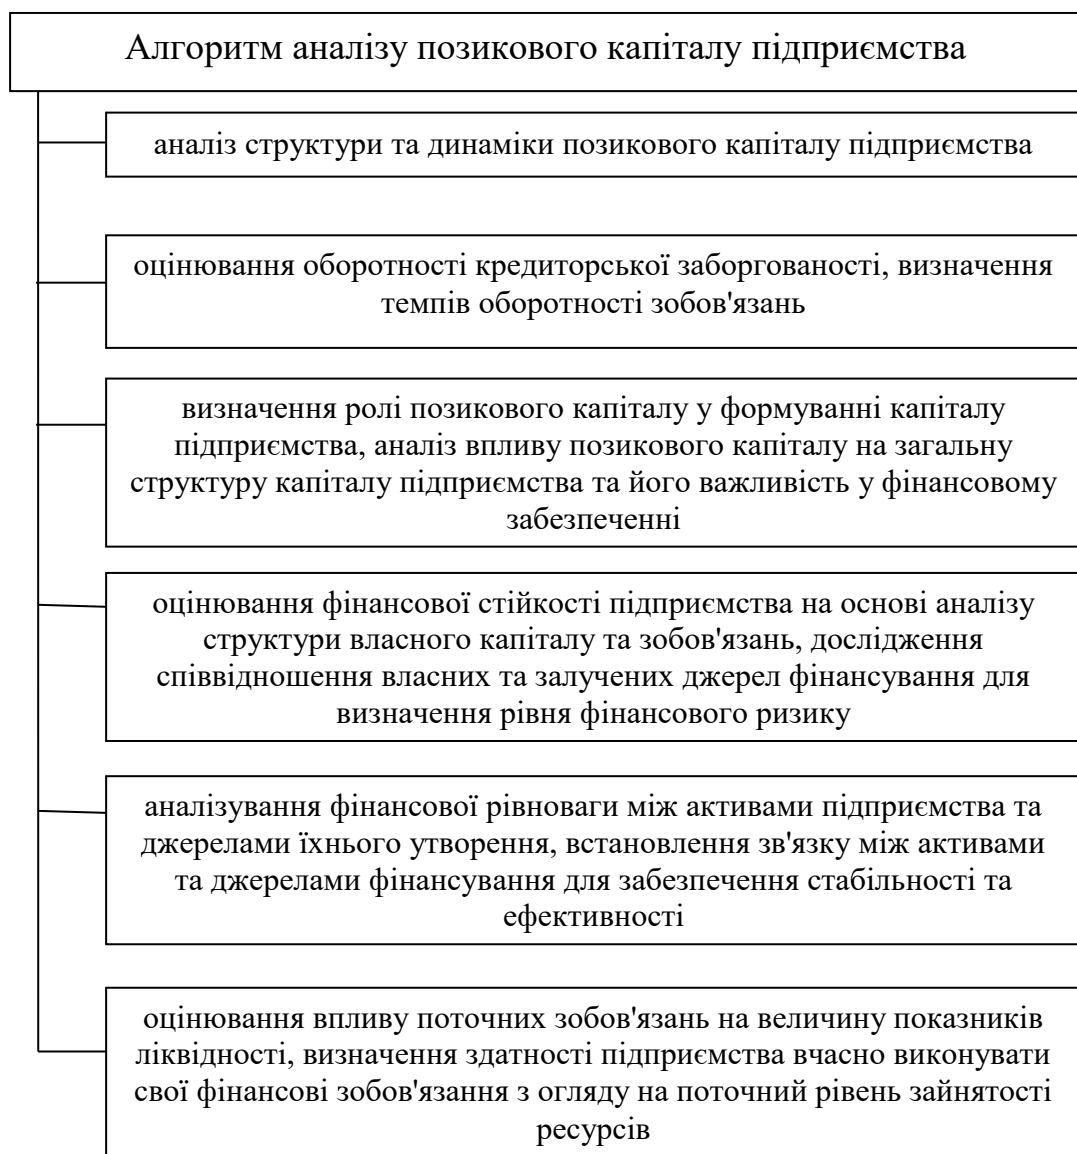 Алгоритм аналізу позикового капіталу підприємства
аналіз структури та динаміки позикового капіталу підприємства
оцінювання оборотності кредиторської заборгованості, визначення
темпів оборотності зобов'язань
визначення ролі позикового капіталу у формуванні капіталу
підприємства, аналіз впливу позикового капіталу на загальну
структуру капіталу підприємства та його важливість у фінансовому
забезпеченні
оцінювання фінансової стійкості підприємства на основі аналізу
структури власного капіталу та зобов'язань, дослідження
співвідношення власних та залучених джерел фінансування для
визначення рівня фінансового ризику
аналізування фінансової рівноваги між активами підприємства та
джерелами їхнього утворення, встановлення зв'язку між активами
та джерелами фінансування для забезпечення стабільності та
ефективності
оцінювання впливу поточних зобов'язань на величину показників
ліквідності, визначення здатності підприємства вчасно виконувати
свої фінансові зобов'язання з огляду на поточний рівень зайнятості
ресурсів